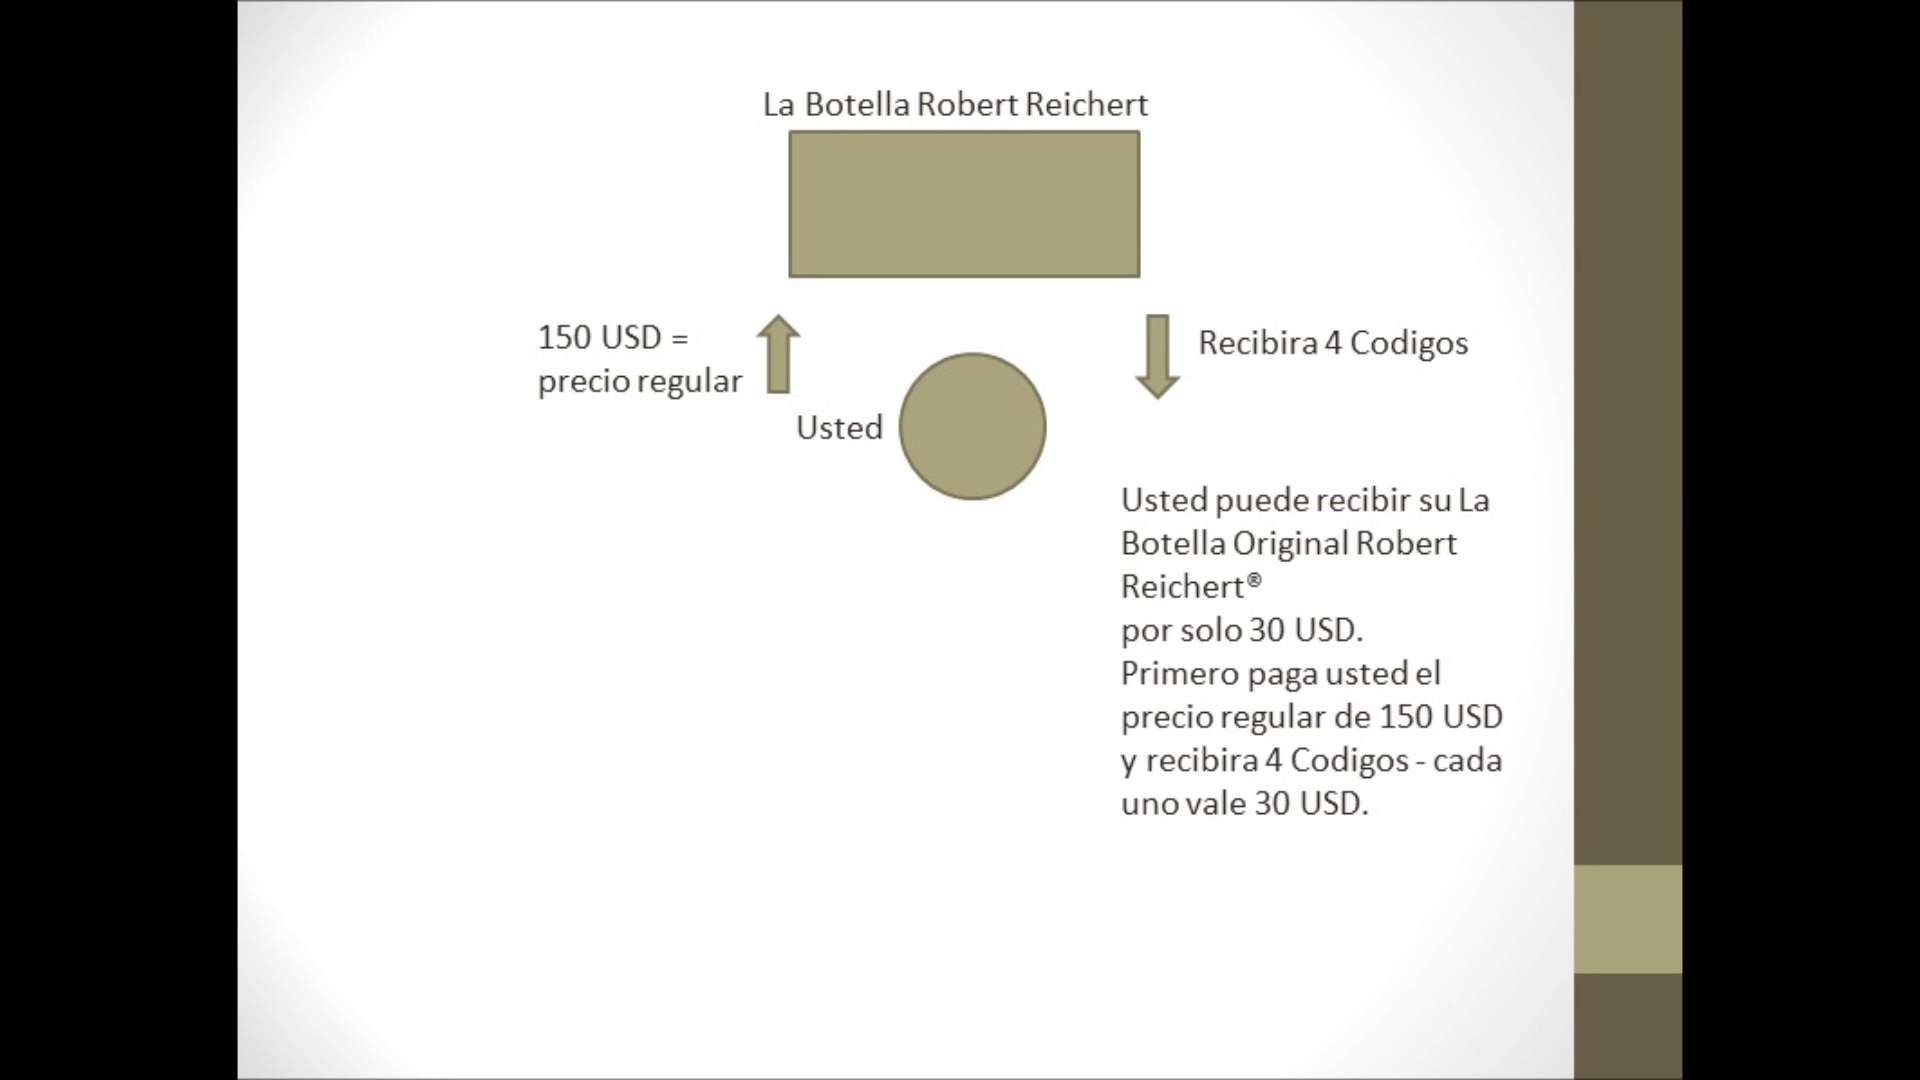 La Botella Robert Reichert
150 USD =
precio regular
Recibira 4 Codigos
Usted
Usted puede recibir su La
Botella Original Robert
Reichert®
por solo 30 USD.
Primero paga usted el
precio regular de 150 USD
y recibira 4 Codigos - cada
uno vale 30 USD.